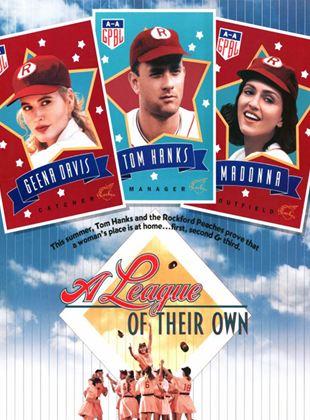 A-A
GPBL
A-A
GPBL
R
R
R
GEENA DAVIS
TOM HANKS
MADONNA
CATCHER
MANAGER
OUTFIELD
This summer, Tom Hanks and the Rockford Peaches prove that
a woman's place is at home...first, second & third.
A League
OF THEIR OWN